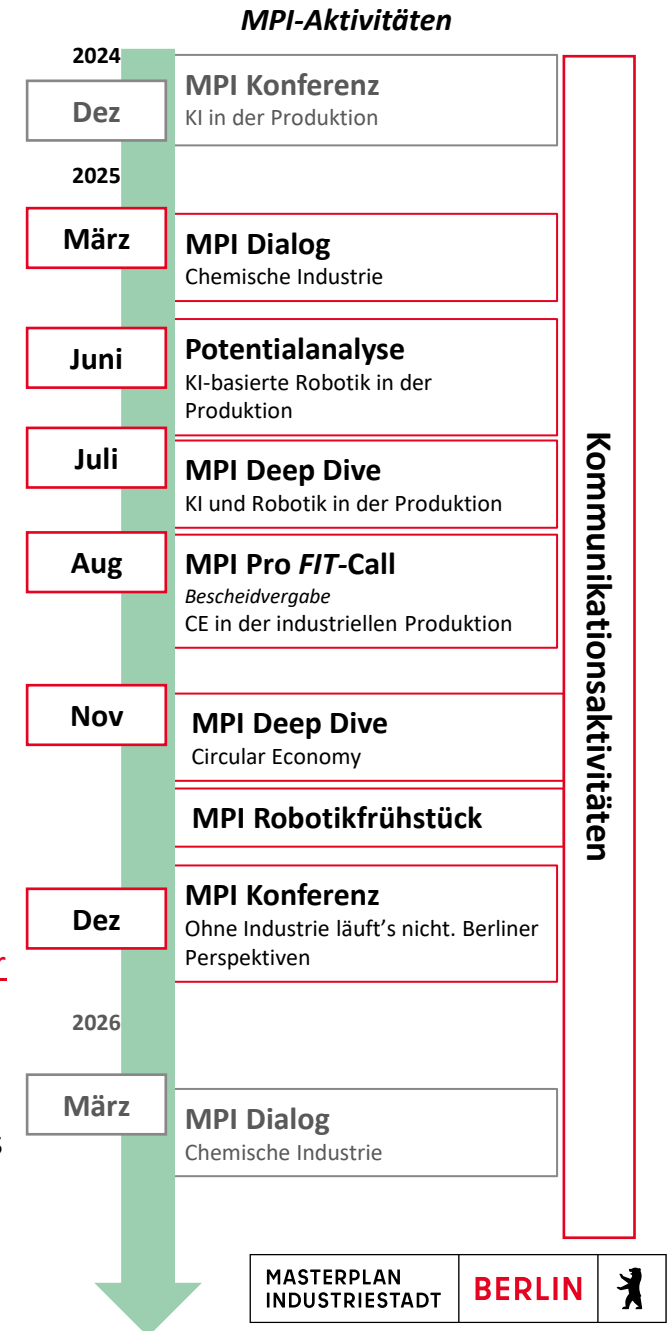 MPI-Aktivitäten
2024
Dez
MPI Konferenz
KI in der Produktion
2025
März
MPI Dialog
Chemische Industrie
Juni
Potentialanalyse
KI-basierte Robotik in der
Produktion
Juli
MPI Deep Dive
KI und Robotik in der Produktion
Aug
MPI Pro FIT-Call
Bescheidvergabe
CE in der industriellen Produktion
Nov
MPI Deep Dive
Circular Economy
MPI Robotikfrühstück
Dez
MPI Konferenz
Ohne Industrie läuft’s nicht. Berliner
Perspektiven
2026
März
MPI Dialog
Chemische Industrie
Kommunikationsaktivitäten
MASTERPLAN
INDUSTRIESTADT
BERLIN